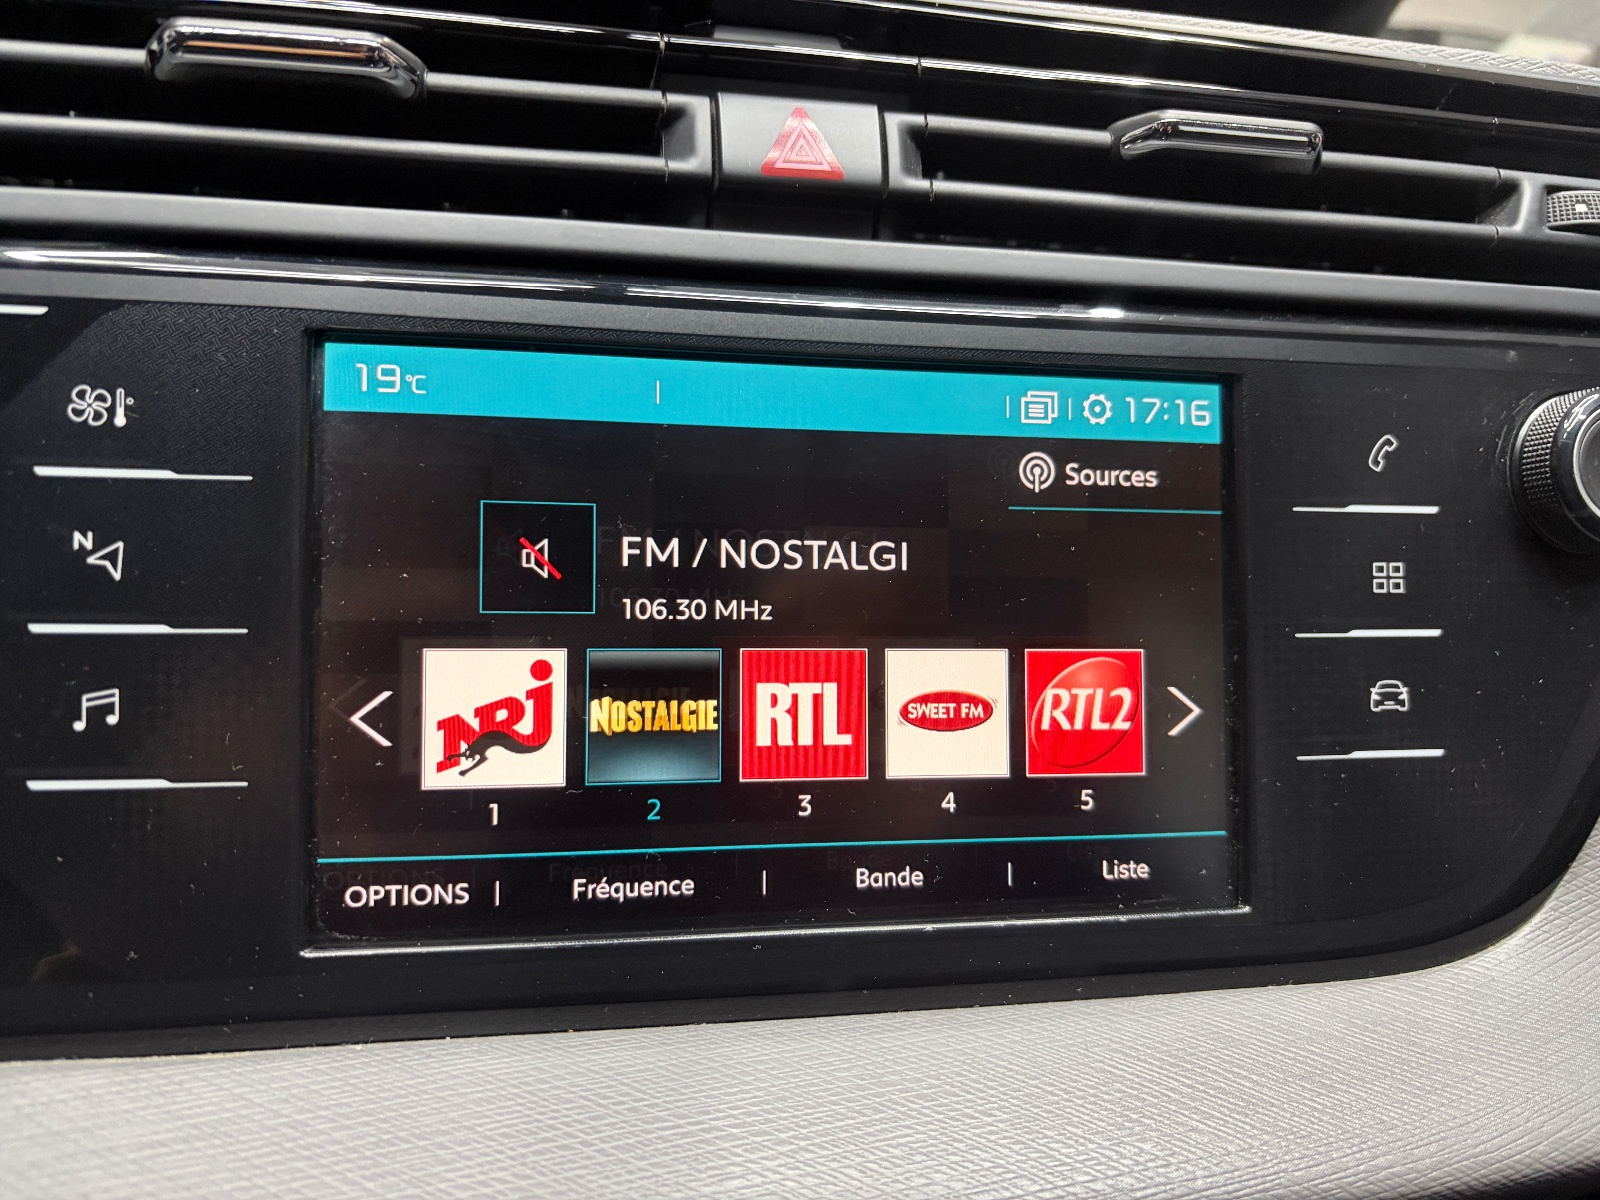 19°C
17:16
Sources
N
FM / NOSTALGI
106.30 MHz
NRJ
NOSTALGIE
RTL
SWEET FM
RTL2
1
2
3
4
5
OPTIONS | Fréquence | Bande | Liste